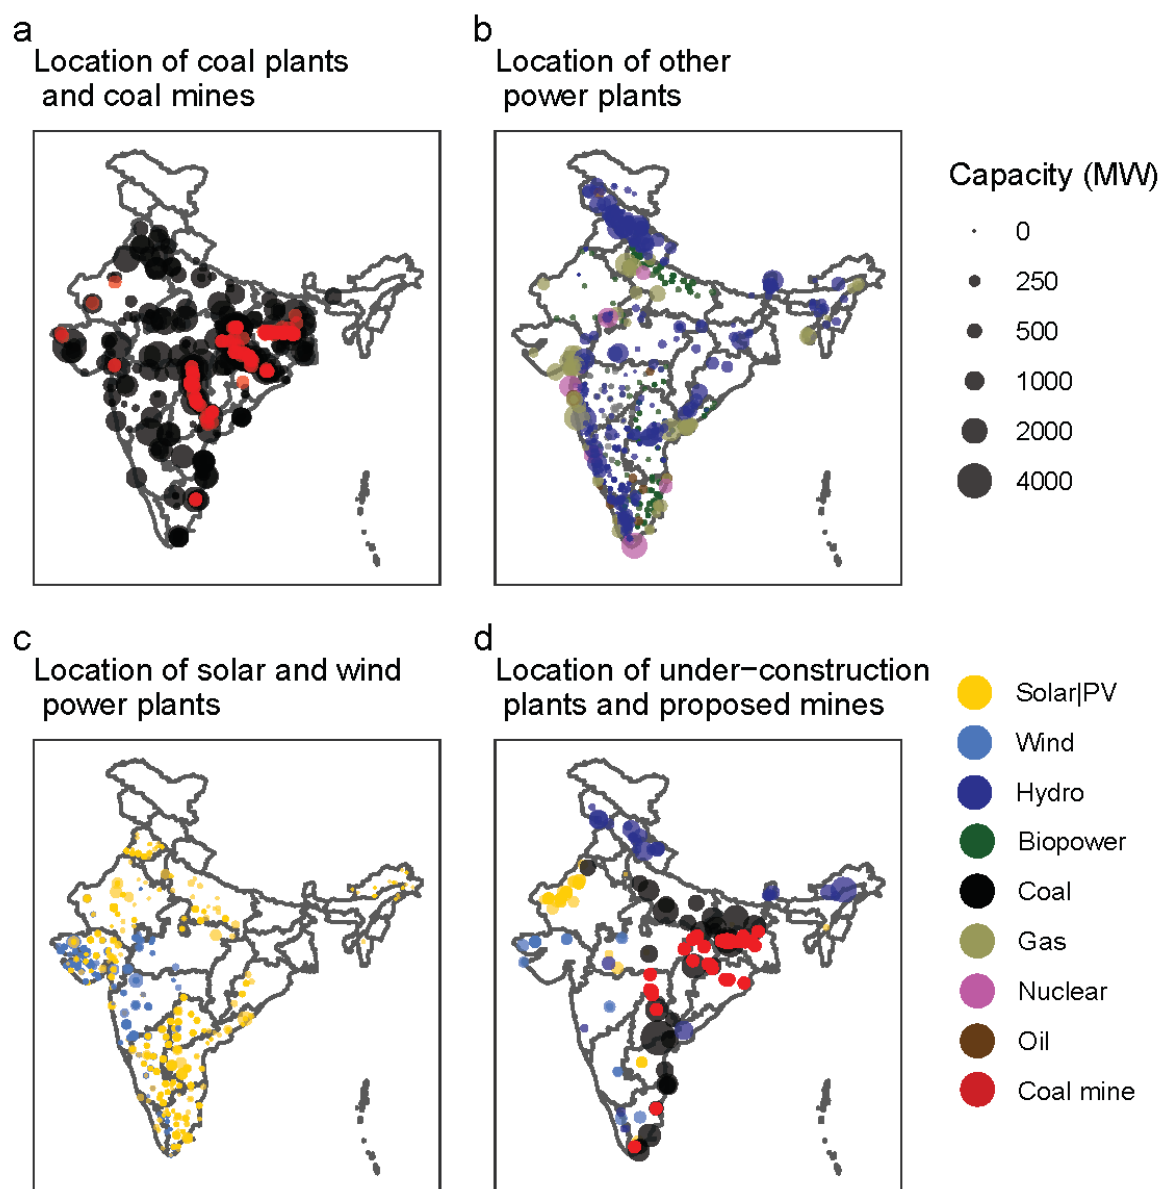 a
Location of coal plants
and coal mines
b
Location of other
power plants
Capacity (MW)
0
250
500
1000
2000
4000
c
Location of solar and wind
power plants
d
Location of under−construction
plants and proposed mines
Solar|PV
Wind
Hydro
Biopower
Coal
Gas
Nuclear
Oil
Coal mine